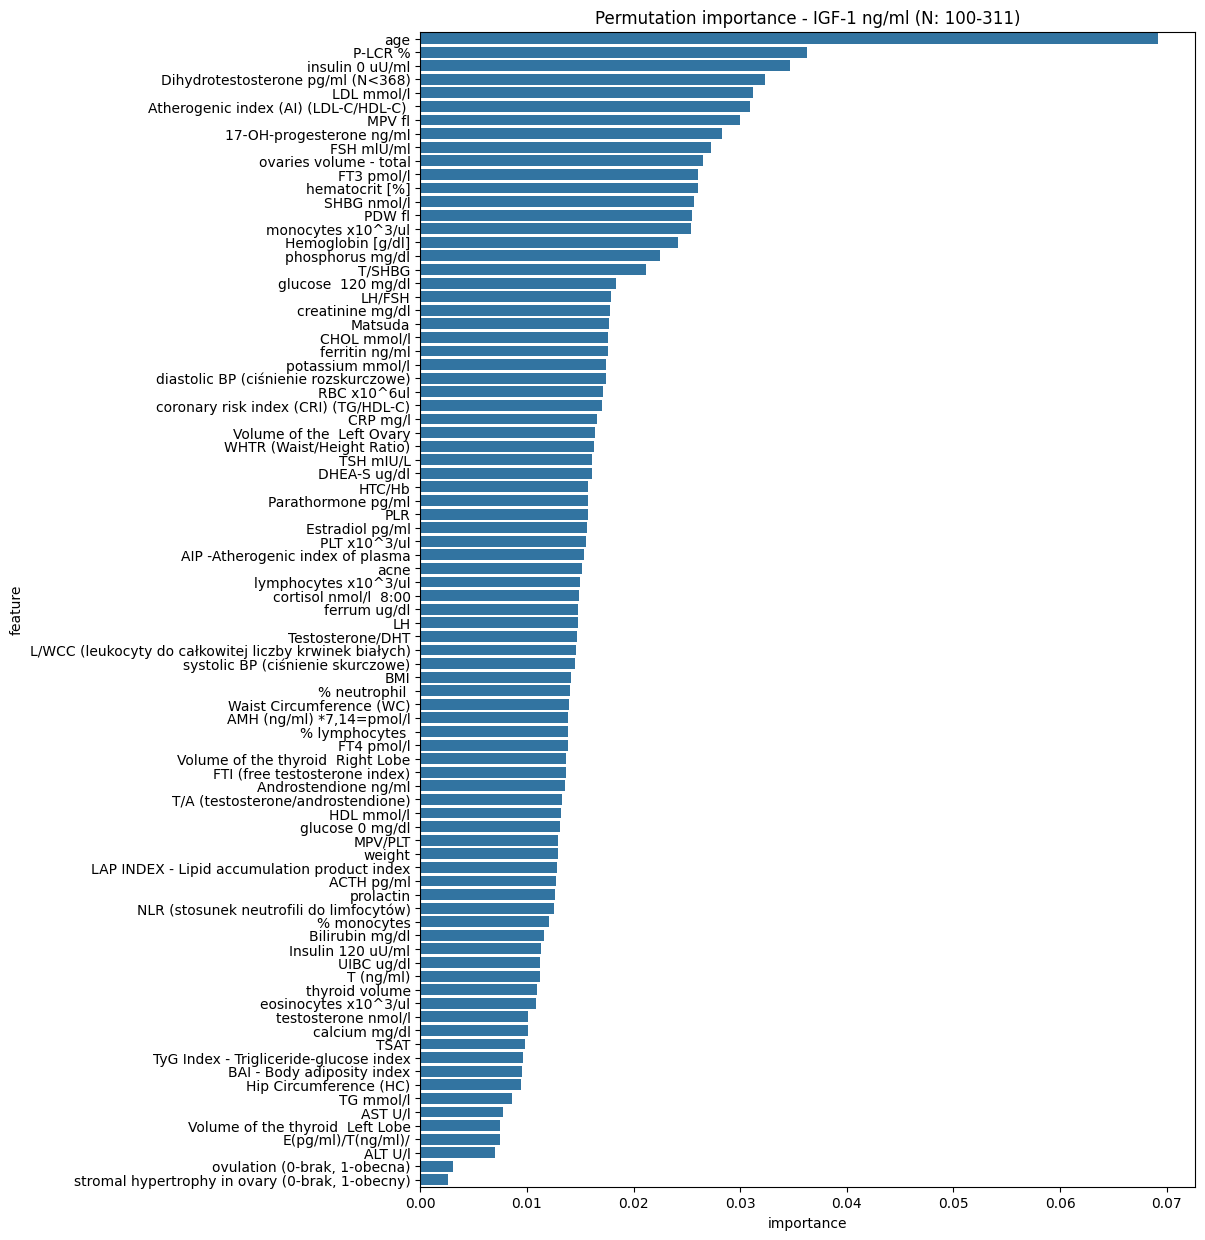 Permutation importance - IGF-1 ng/ml (N: 100-311)
age
P-LCR %
insulin 0 uU/ml
Dihydrotestosterone pg/ml (N<368)
LDL mmol/l
Atherogenic index (AI) (LDL-C/HDL-C)
MPV fl
17-OH-progesterone ng/ml
FSH mIU/ml
ovaries volume - total
FT3 pmol/l
hematocrit [%]
SHBG nmol/l
PDW fl
monocytes x10^3/ul
Hemoglobin [g/dl]
phosphorus mg/dl
T/SHBG
glucose  120 mg/dl
LH/FSH
creatinine mg/dl
Matsuda
CHOL mmol/l
ferritin ng/ml
potassium mmol/l
diastolic BP (ciśnienie rozskurczowe)
RBC x10^6ul
coronary risk index (CRI) (TG/HDL-C)
CRP mg/l
Volume of the  Left Ovary
WHTR (Waist/Height Ratio)
TSH mIU/L
DHEA-S ug/dl
HTC/Hb
Parathormone pg/ml
PLR
Estradiol pg/ml
PLT x10^3/ul
AIP -Atherogenic index of plasma
acne
lymphocytes x10^3/ul
cortisol nmol/l  8:00
ferrum ug/dl
LH
Testosterone/DHT
L/WCC (leukocyty do całkowitej liczby krwinek białych)
systolic BP (ciśnienie skurczowe)
BMI
% neutrophil
Waist Circumference (WC)
AMH (ng/ml) *7,14=pmol/l
% lymphocytes
FT4 pmol/l
Volume of the thyroid  Right Lobe
FTI (free testosterone index)
Androstendione ng/ml
T/A (testosterone/androstendione)
HDL mmol/l
glucose 0 mg/dl
MPV/PLT
weight
LAP INDEX - Lipid accumulation product index
ACTH pg/ml
prolactin
NLR (stosunek neutrofili do limfocytów)
% monocytes
Bilirubin mg/dl
Insulin 120 uU/ml
UIBC ug/dl
T (ng/ml)
thyroid volume
eosinocytes x10^3/ul
testosterone nmol/l
calcium mg/dl
TSAT
TyG Index - Trigliceride-glucose index
BAI - Body adiposity index
Hip Circumference (HC)
TG mmol/l
AST U/l
Volume of the thyroid  Left Lobe
E(pg/ml)/T(ng/ml)/
ALT U/l
ovulation (0-brak, 1-obecna)
stromal hypertrophy in ovary (0-brak, 1-obecny)
feature
0.00 0.01 0.02 0.03 0.04 0.05 0.06 0.07
importance